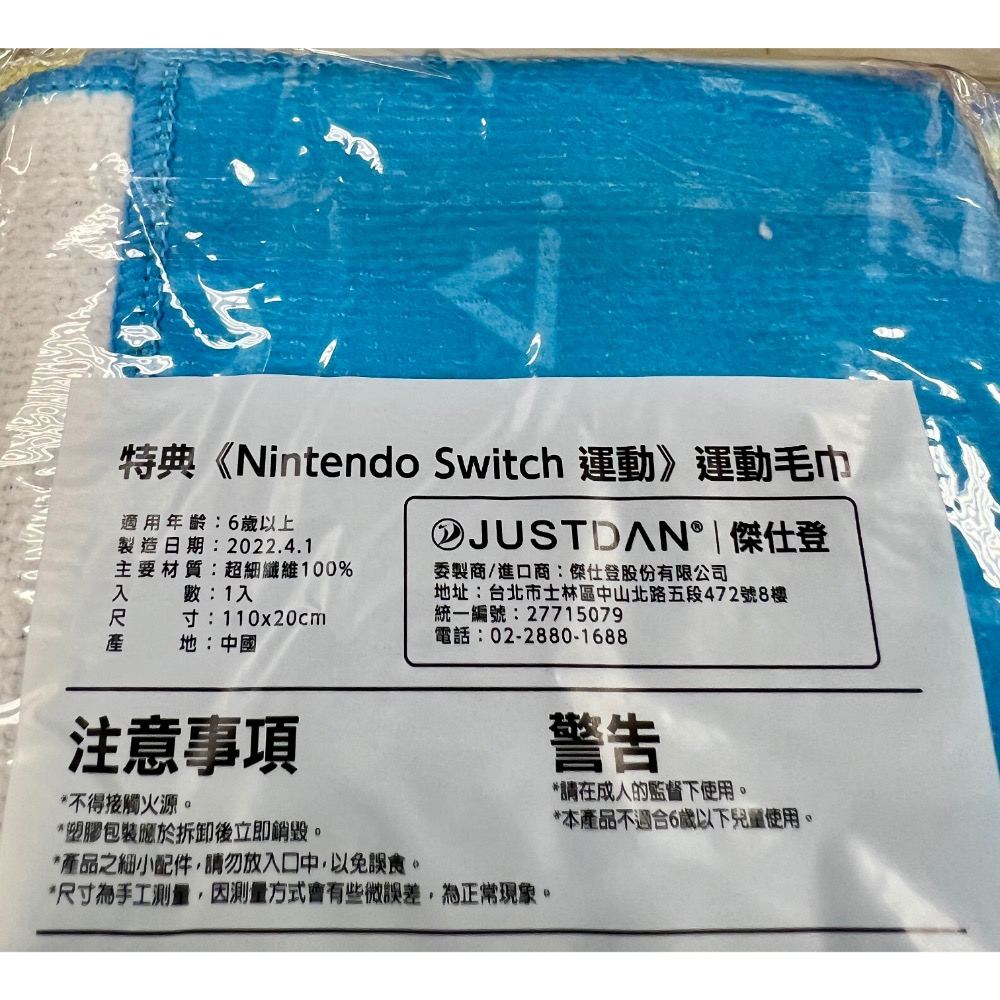 特典《Nintendo Switch 運動》運動毛巾
適用年齡：6歲以上
製造日期：2022.4.1
主要材質：超細纖維100%
入數：1入
尺寸：110x20cm
產地：中國
JUSTDAN® | 傑仕登
委製商/進口商：傑仕登股份有限公司
地址：台北市士林區中山北路五段472號8樓
統一編號：27715079
電話：02-2880-1688
注意事項
*不得接觸火源。
*塑膠包裝應於拆卸後立即銷毀。
*產品之細小配件，請勿放入口中，以免誤食。
*尺寸為手工測量，因測量方式會有些微誤差，為正常現象。
警告
*請在成人的監督下使用。
*本產品不適合6歲以下兒童使用。